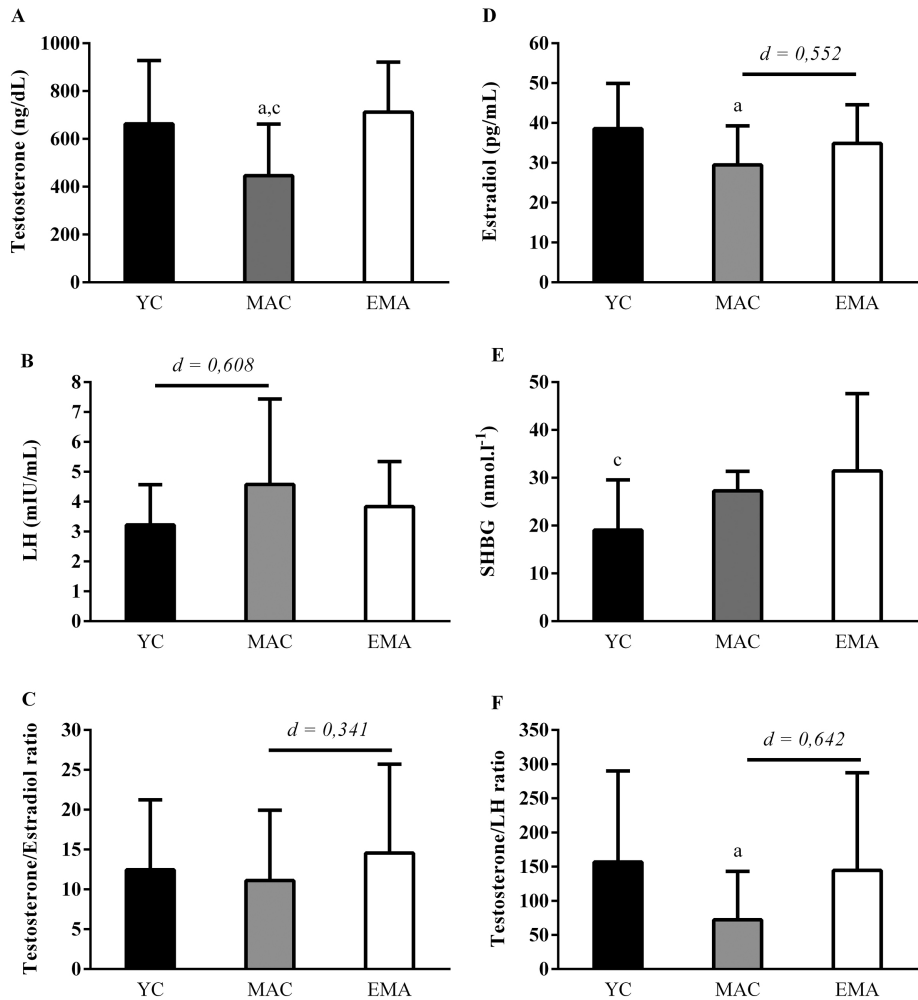 A
Testosterone (ng/dL)
1000
800
600
400
200
0
a,c
YC MAC EMA
D
Estradiol (pg/mL)
60
50
40
30
20
10
0
d = 0,552
a
YC MAC EMA
B
LH (mIU/mL)
8
7
6
5
4
3
2
1
0
d = 0,608
YC MAC EMA
E
SHBG (nmol.l⁻¹)
50
40
30
20
10
0
c
YC MAC EMA
C
Testosterone/Estradiol ratio
30
25
20
15
10
5
0
d = 0,341
YC MAC EMA
F
Testosterone/LH ratio
350
300
250
200
150
100
50
0
d = 0,642
a
YC MAC EMA